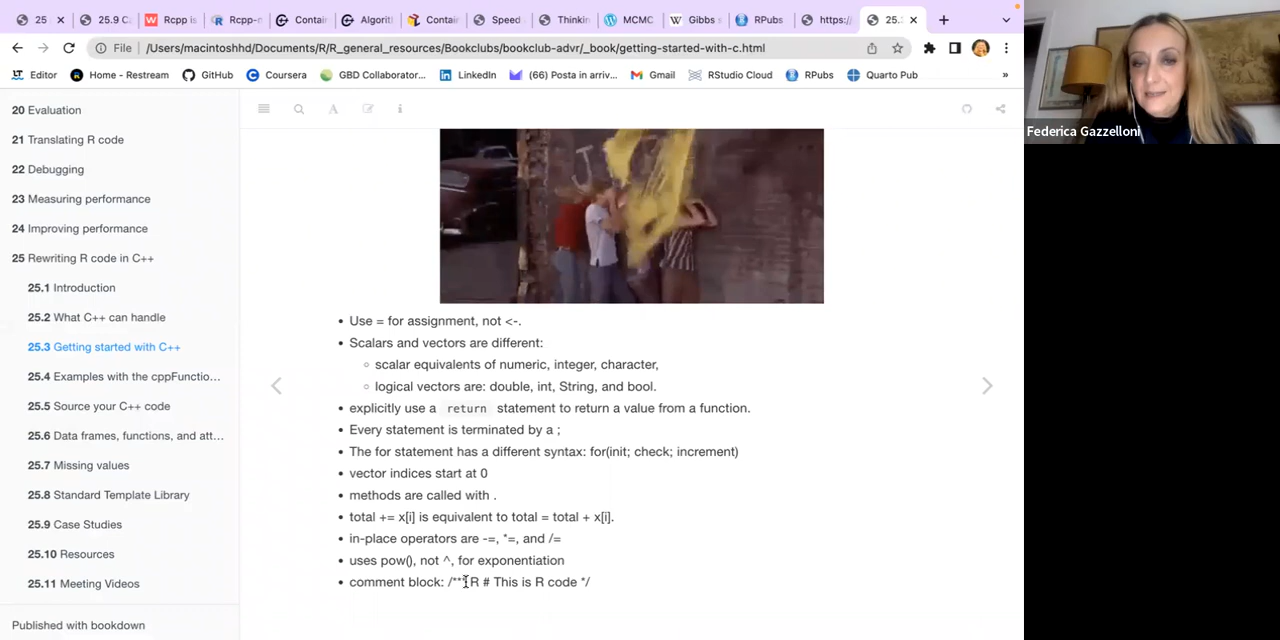 25
25.9 C
Rcpp is
Rcpp-r
Contain
Algorit
Contain
Speed
Thinkin
MCMC
Gibbs s
RPubs
https:/
25.
File /Users/macintoshhd/Documents/R/R_general_resources/Bookclubs/bookclub-advr/_book/getting-started-with-c.html
Editor
Home - Restream
GitHub
Coursera
GBD Collaborator...
LinkedIn
(66) Posta in arriv...
Gmail
RStudio Cloud
RPubs
Quarto Pub
»
Federica Gazzelloni
20 Evaluation
21 Translating R code
22 Debugging
23 Measuring performance
24 Improving performance
25 Rewriting R code in C++
25.1 Introduction
25.2 What C++ can handle
25.3 Getting started with C++
25.4 Examples with the cppFunctio...
25.5 Source your C++ code
25.6 Data frames, functions, and att...
25.7 Missing values
25.8 Standard Template Library
25.9 Case Studies
25.10 Resources
25.11 Meeting Videos
Published with bookdown
• Use = for assignment, not <-.
• Scalars and vectors are different:
scalar equivalents of numeric, integer, character,
logical vectors are: double, int, String, and bool.
• explicitly use a return statement to return a value from a function.
• Every statement is terminated by a ;
• The for statement has a different syntax: for(init; check; increment)
• vector indices start at 0
• methods are called with .
• total += x[i] is equivalent to total = total + x[i].
• in-place operators are -=, *=, and /=
• uses pow(), not ^, for exponentiation
• comment block: /*** R # This is R code */